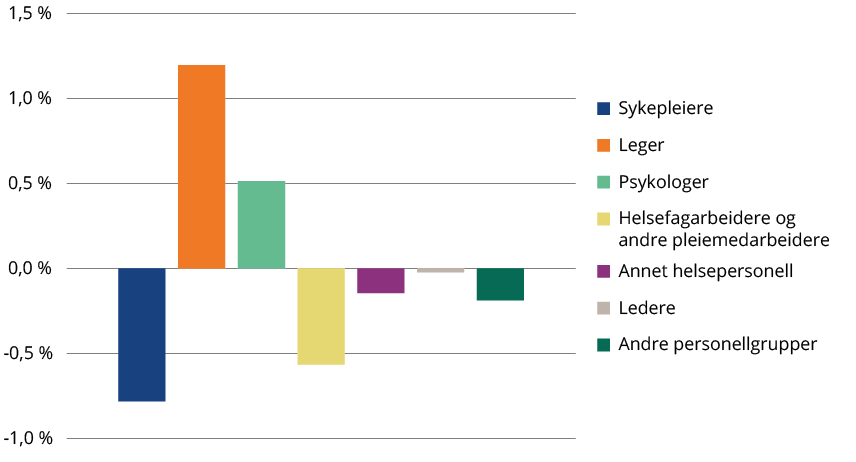 1,5 %
1,0 %
0,5 %
0,0 %
-0,5 %
-1,0 %
Sykepleiere
Leger
Psykologer
Helsefagarbeidere og
andre pleiemedarbeidere
Annet helsepersonell
Ledere
Andre personellgrupper